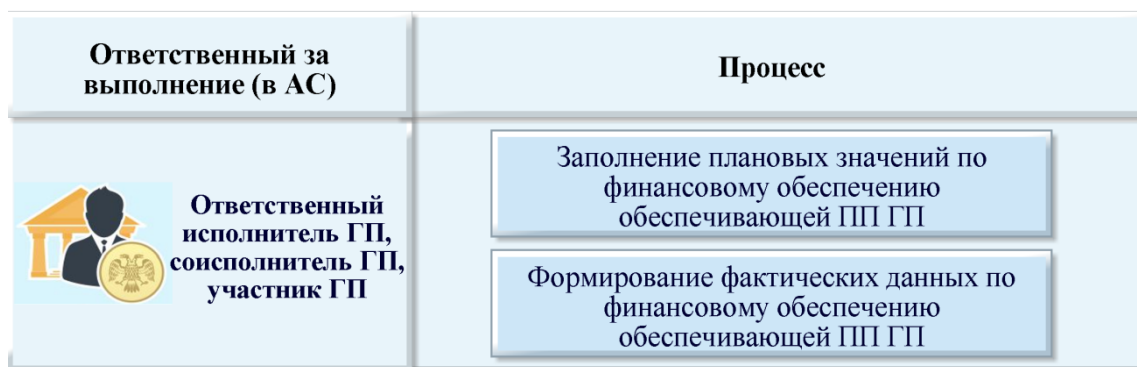 Ответственный за
выполнение (в АС)
Процесс
Ответственный
исполнитель ГП,
соисполнитель ГП,
участник ГП
Заполнение плановых значений по
финансовому обеспечению
обеспечивающей ПП ГП
Формирование фактических данных по
финансовому обеспечению
обеспечивающей ПП ГП